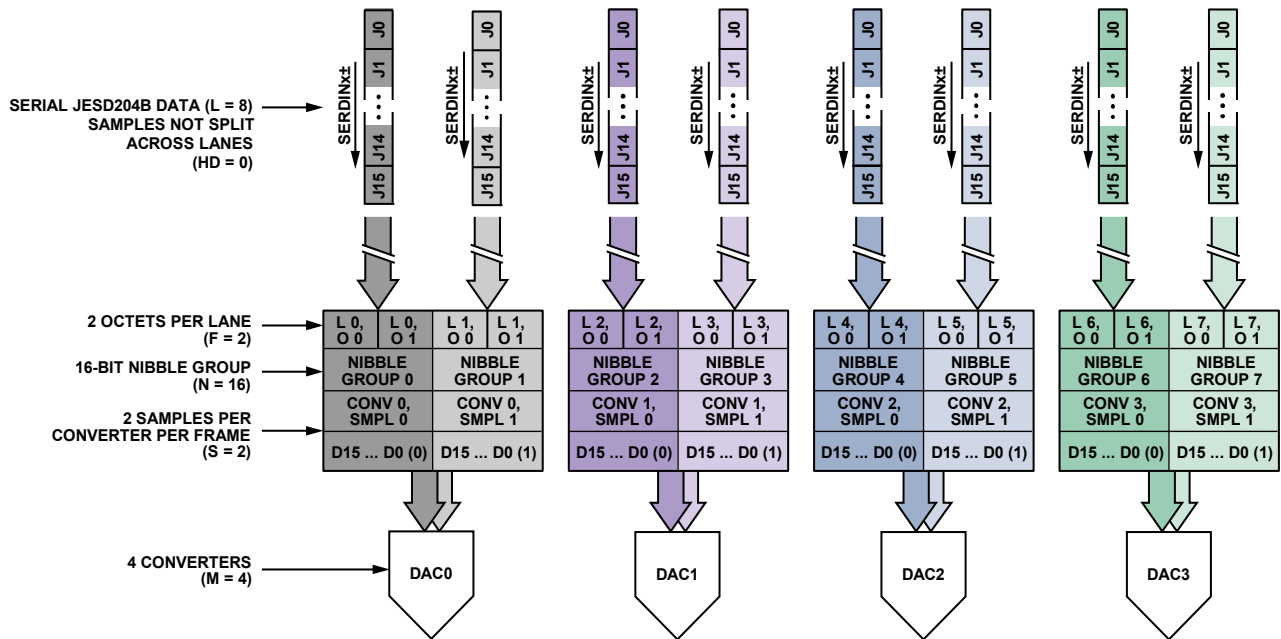 J0 J0 J0 J0 J0 J0 J0 J0
J1 J1 J1 J1 J1 J1 J1 J1
SERDINx± SERDINx± SERDINx± SERDINx± SERDINx± SERDINx± SERDINx± SERDINx±
J14 J14 J14 J14 J14 J14 J14 J14
J15 J15 J15 J15 J15 J15 J15 J15
SERIAL JESD204B DATA (L = 8)
SAMPLES NOT SPLIT
ACROSS LANES
(HD = 0)
2 OCTETS PER LANE
(F = 2)
L 0, L 0, L 1, L 1, L 2, L 2, L 3, L 3, L 4, L 4, L 5, L 5, L 6, L 6, L 7, L 7,
O 0 O 1 O 0 O 1 O 0 O 1 O 0 O 1 O 0 O 1 O 0 O 1 O 0 O 1 O 0 O 1
16-BIT NIBBLE GROUP
(N = 16)
NIBBLE NIBBLE NIBBLE NIBBLE NIBBLE NIBBLE NIBBLE NIBBLE
GROUP 0 GROUP 1 GROUP 2 GROUP 3 GROUP 4 GROUP 5 GROUP 6 GROUP 7
CONV 0, CONV 0, CONV 1, CONV 1, CONV 2, CONV 2, CONV 3, CONV 3,
SMPL 0 SMPL 1 SMPL 0 SMPL 1 SMPL 0 SMPL 1 SMPL 0 SMPL 1
2 SAMPLES PER
CONVERTER PER FRAME
(S = 2)
D15 ... D0 (0) D15 ... D0 (1) D15 ... D0 (0) D15 ... D0 (1) D15 ... D0 (0) D15 ... D0 (1) D15 ... D0 (0) D15 ... D0 (1)
4 CONVERTERS
(M = 4)
DAC0 DAC1 DAC2 DAC3